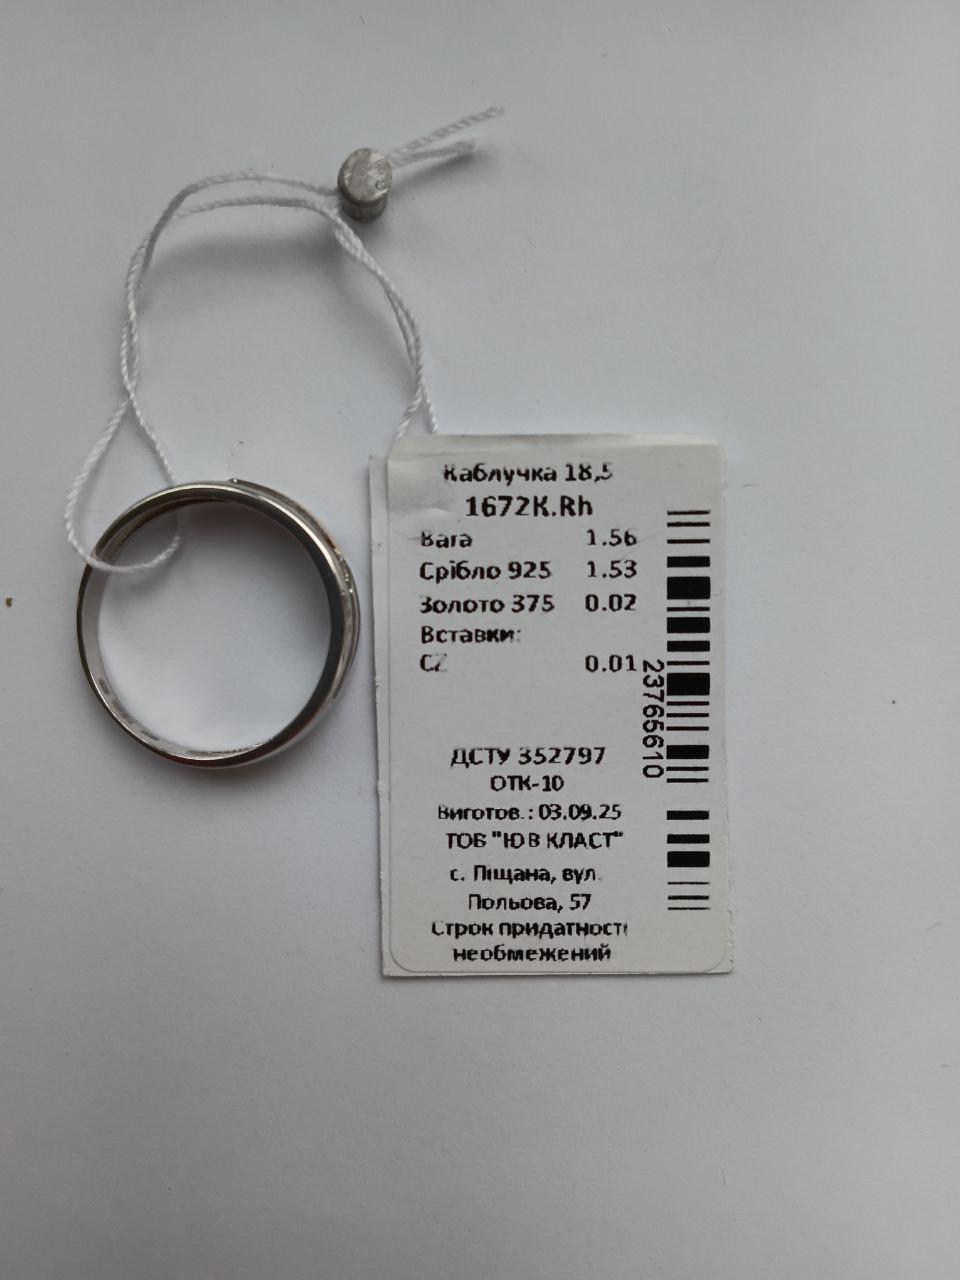 Каблучка 18,5
1672К.Rh
Вага 1.56
Срібло 925 1.53
Золото 375 0.02
Вставки:
CZ 0.01
23765610
ДСТУ 352797
ОТК-10
Виготов.: 03.09.25
ТОВ "ЮВ КЛАСТ"
с. Піщана, вул.
Польова, 57
Строк придатності
необмежений